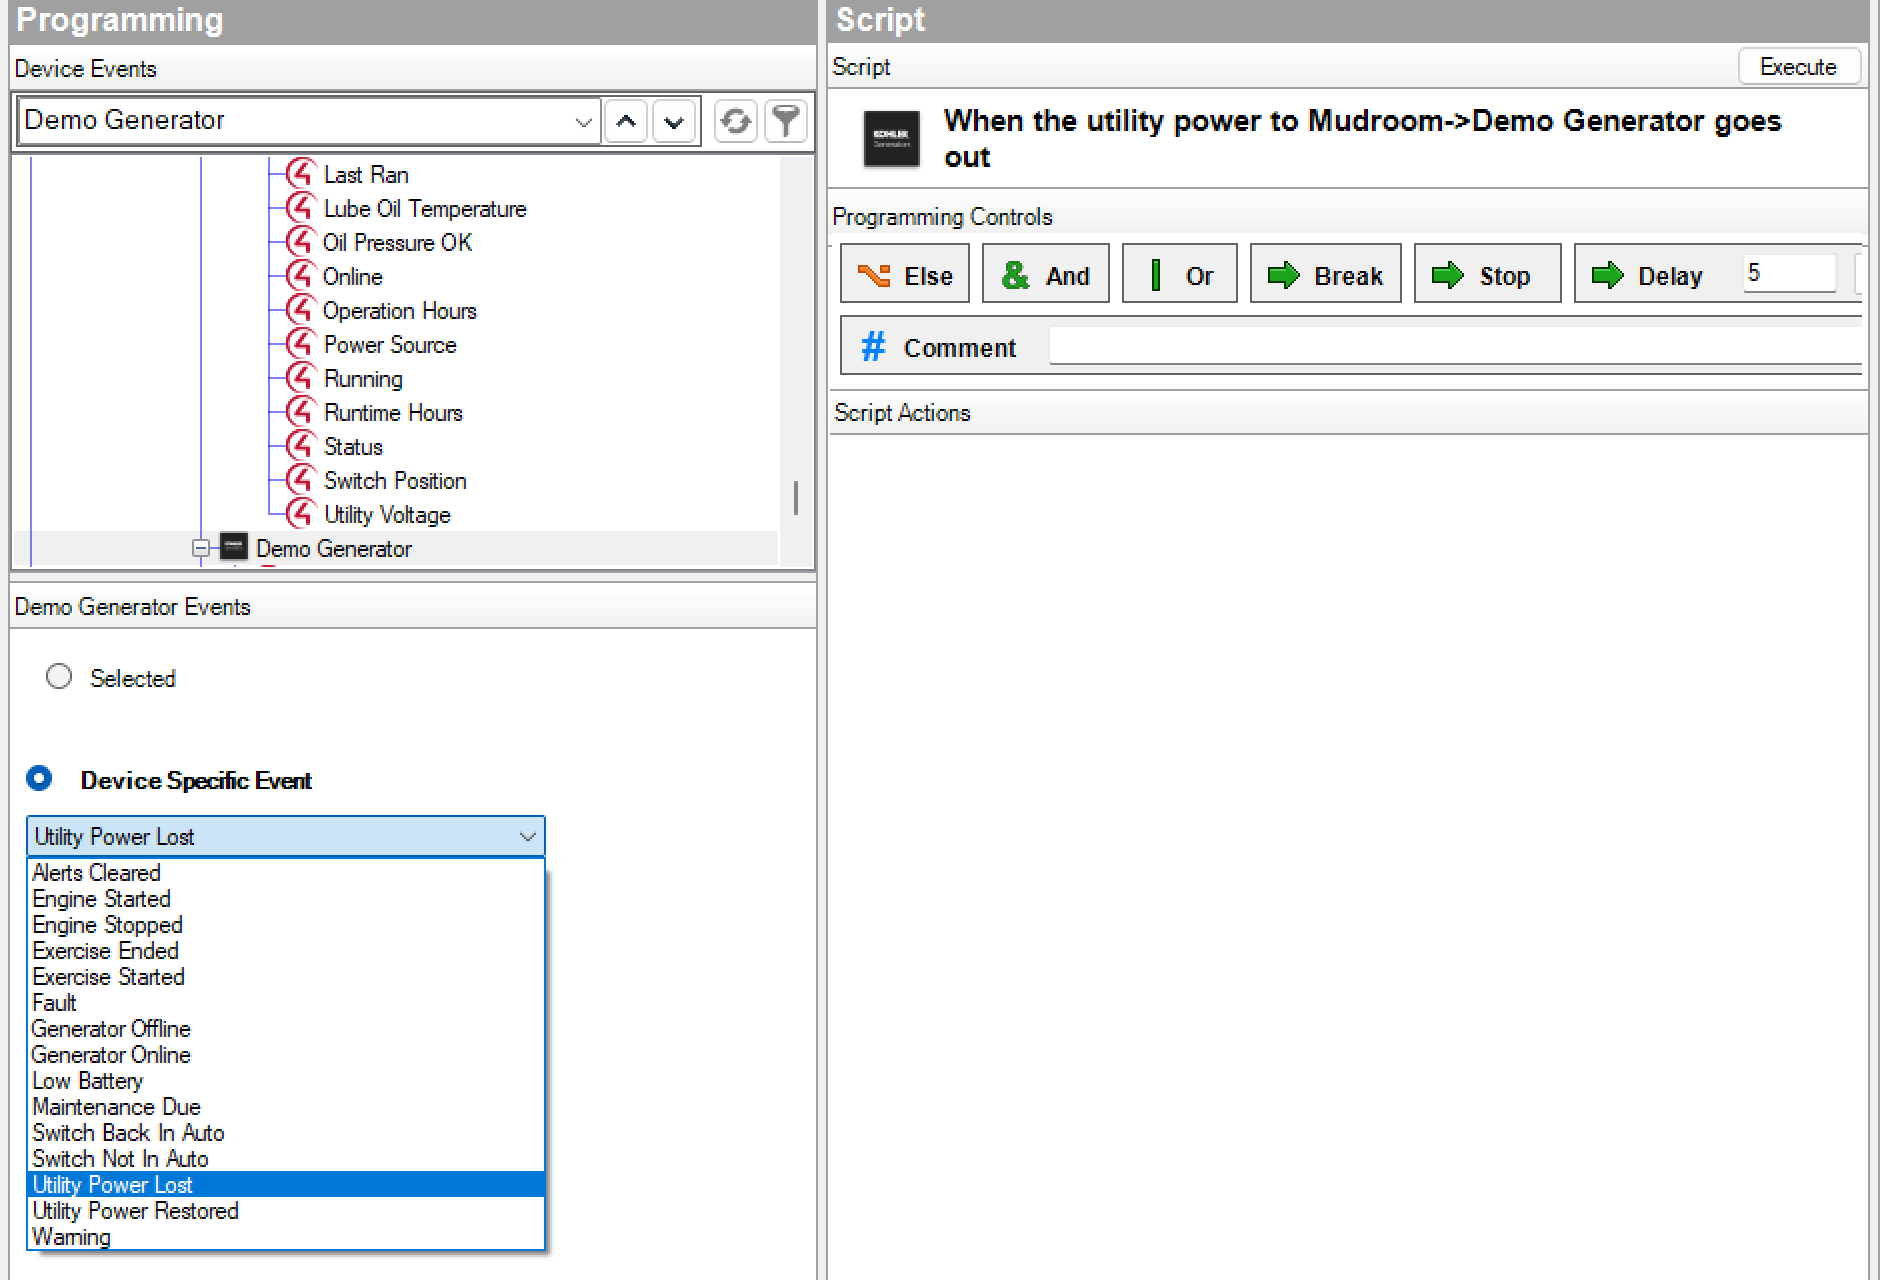 Programming
Device Events
Demo Generator
Last Ran
Lube Oil Temperature
Oil Pressure OK
Online
Operation Hours
Power Source
Running
Runtime Hours
Status
Switch Position
Utility Voltage
Demo Generator
Demo Generator Events
Selected
Device Specific Event
Utility Power Lost
Alerts Cleared
Engine Started
Engine Stopped
Exercise Ended
Exercise Started
Fault
Generator Offline
Generator Online
Low Battery
Maintenance Due
Switch Back In Auto
Switch Not In Auto
Utility Power Lost
Utility Power Restored
Warning
Script
Script
Execute
KOHLER
Generators
When the utility power to Mudroom->Demo Generator goes
out
Programming Controls
Else
& And
Or
Break
Stop
Delay 5
# Comment
Script Actions